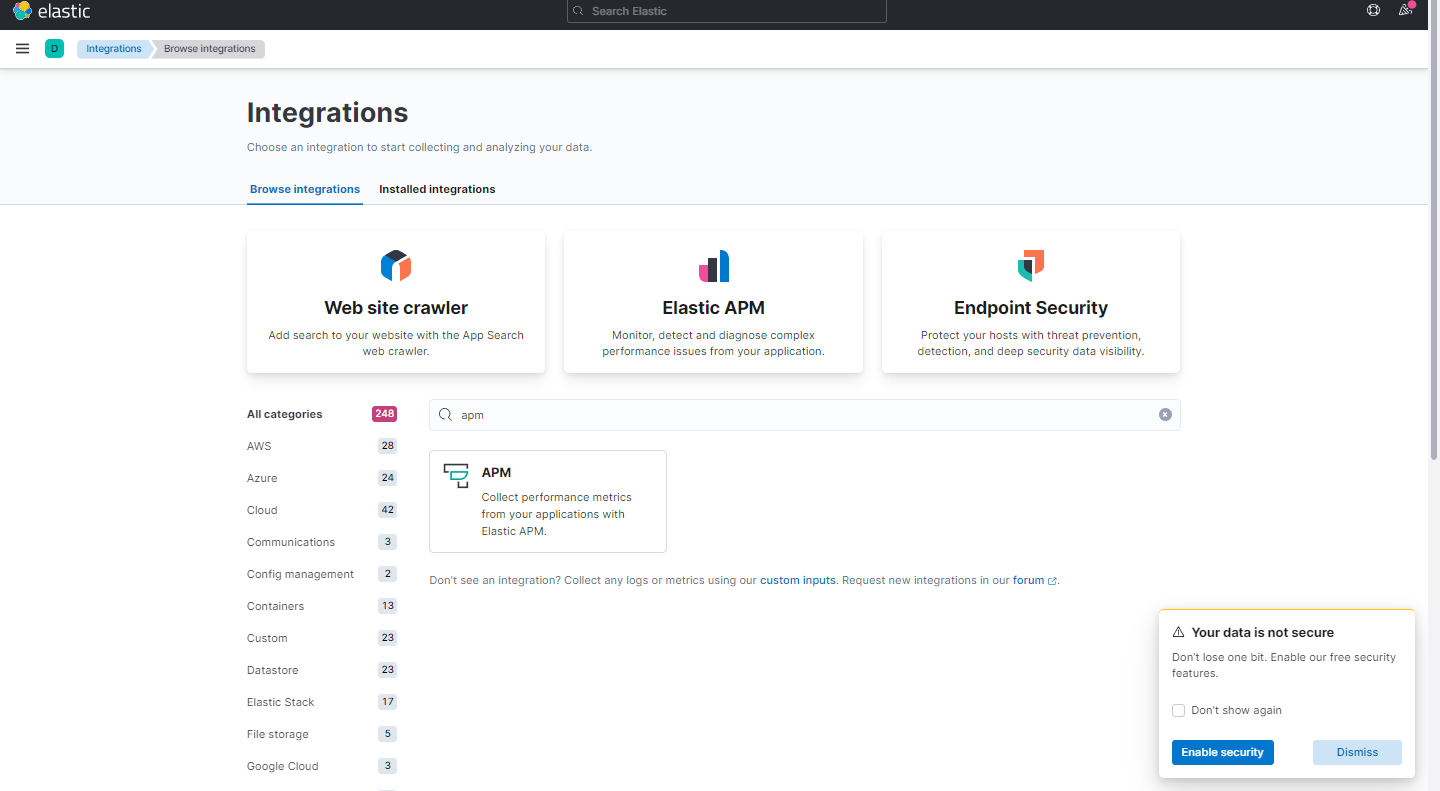 elastic
Search Elastic
D
Integrations
Browse integrations
Integrations
Choose an integration to start collecting and analyzing your data.
Browse integrations
Installed integrations
Web site crawler
Add search to your website with the App Search
web crawler.
Elastic APM
Monitor, detect and diagnose complex
performance issues from your application.
Endpoint Security
Protect your hosts with threat prevention,
detection, and deep security data visibility.
All categories 248
AWS 28
Azure 24
Cloud 42
Communications 3
Config management 2
Containers 13
Custom 23
Datastore 23
Elastic Stack 17
File storage 5
Google Cloud 3
apm
APM
Collect performance metrics
from your applications with
Elastic APM.
Don't see an integration? Collect any logs or metrics using our custom inputs. Request new integrations in our forum.
Your data is not secure
Don't lose one bit. Enable our free security
features.
Don't show again
Enable security
Dismiss